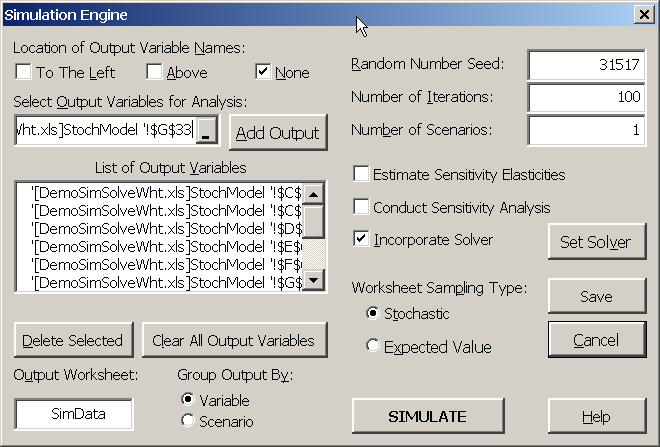 Simulation Engine
Location of Output Variable Names:
To The Left
Above
None
Select Output Variables for Analysis:
Wht.xls]StochModel '!$G$33
Add Output
List of Output Variables
'[DemoSimSolveWht.xls]StochModel '!$C$
'[DemoSimSolveWht.xls]StochModel '!$C$
'[DemoSimSolveWht.xls]StochModel '!$D$
'[DemoSimSolveWht.xls]StochModel '!$E$
'[DemoSimSolveWht.xls]StochModel '!$F$
'[DemoSimSolveWht.xls]StochModel '!$G$
Delete Selected
Clear All Output Variables
Output Worksheet:
SimData
Group Output By:
Variable
Scenario
Random Number Seed:
31517
Number of Iterations:
100
Number of Scenarios:
1
Estimate Sensitivity Elasticities
Conduct Sensitivity Analysis
Incorporate Solver
Set Solver
Worksheet Sampling Type:
Stochastic
Expected Value
Save
Cancel
SIMULATE
Help